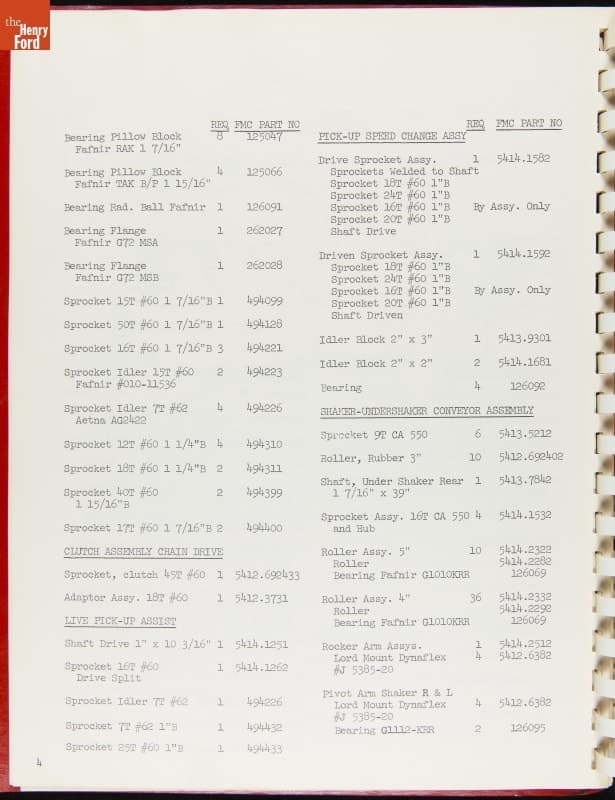 the
Henry
Ford
REQ FMC PART NO
Bearing Pillow Block 8 125047
Fafnir RAK 1 7/16"
Bearing Pillow Block 4 125066
Fafnir TAK B/P 1 15/16"
Bearing Rad. Ball Fafnir 1 126091
Bearing Flange 1 262027
Fafnir G72 MSA
Bearing Flange 1 262028
Fafnir G72 MSB
Sprocket 15T #60 1 7/16"B 1 494099
Sprocket 50T #60 1 7/16"B 1 494128
Sprocket 16T #60 1 7/16"B 3 494221
Sprocket Idler 15T #60 2 494223
Fafnir #010-11536
Sprocket Idler 7T #62 4 494226
Aetna AG2422
Sprocket 12T #60 1 1/4"B 4 494310
Sprocket 18T #60 1 1/4"B 2 494311
Sprocket 40T #60 2 494399
1 15/16"B
Sprocket 17T #60 1 7/16"B 2 494400
CLUTCH ASSEMBLY CHAIN DRIVE
Sprocket, clutch 45T #60 1 5412.692433
Adaptor Assy. 18T #60 1 5412.3731
LIVE PICK-UP ASSIST
Shaft Drive 1" x 10 3/16" 1 5414.1251
Sprocket 16T #60 1 5414.1262
Drive Split
Sprocket Idler 7T #62 1 494226
Sprocket 7T #62 1"B 1 494432
Sprocket 25T #60 1"B 1 494433
4
REQ FMC PART NO
PICK-UP SPEED CHANGE ASSY
Drive Sprocket Assy. 1 5414.1582
Sprockets Welded to Shaft
Sprocket 18T #60 1"B
Sprocket 24T #60 1"B
Sprocket 16T #60 1"B By Assy. Only
Sprocket 20T #60 1"B
Shaft Drive
Driven Sprocket Assy. 1 5414.1592
Sprocket 18T #60 1"B
Sprocket 24T #60 1"B
Sprocket 16T #60 1"B By Assy. Only
Sprocket 20T #60 1"B
Shaft Driven
Idler Block 2" x 3" 1 5413.9301
Idler Block 2" x 2" 2 5414.1681
Bearing 4 126092
SHAKER-UNDERSHAKER CONVEYOR ASSEMBLY
Sprocket 9T CA 550 6 5413.5212
Roller, Rubber 3" 10 5412.692402
Shaft, Under Shaker Rear 1 5413.7842
1 7/16" x 39"
Sprocket Assy. 16T CA 550 4 5414.1532
and Hub
Roller Assy. 5" 10 5414.2322
Roller 5414.2282
Bearing Fafnir G1010KRR 126069
Roller Assy. 4" 36 5414.2332
Roller 5414.2292
Bearing Fafnir G1010KRR 126069
Rocker Arm Assys. 1 5414.2512
Lord Mount Dynaflex 4 5412.6382
#J 5385-20
Pivot Arm Shaker R & L
Lord Mount Dynaflex 4 5412.6382
#J 5385-20
Bearing G1112-KRR 2 126095